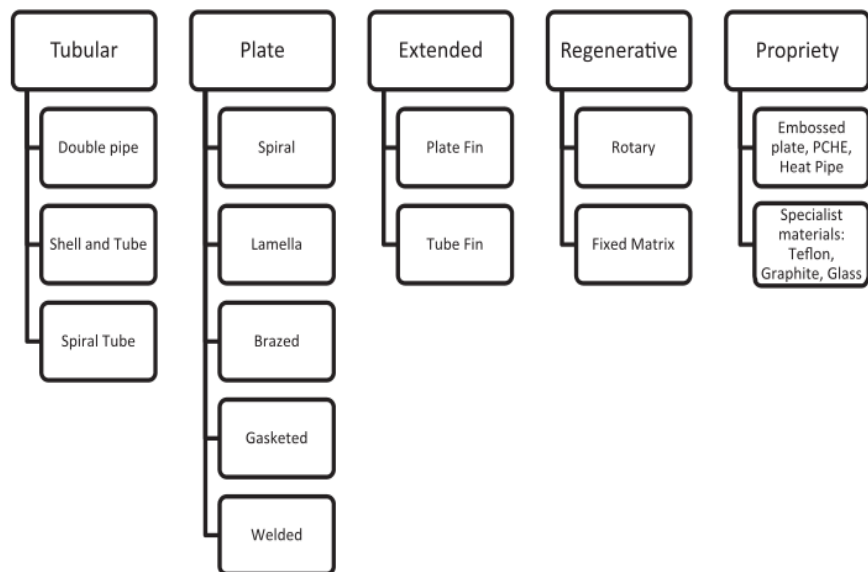 Tubular
Double pipe
Shell and Tube
Spiral Tube
Plate
Spiral
Lamella
Brazed
Gasketed
Welded
Extended
Plate Fin
Tube Fin
Regenerative
Rotary
Fixed Matrix
Propriety
Embossed
plate, PCHE,
Heat Pipe
Specialist
materials:
Teflon,
Graphite, Glass